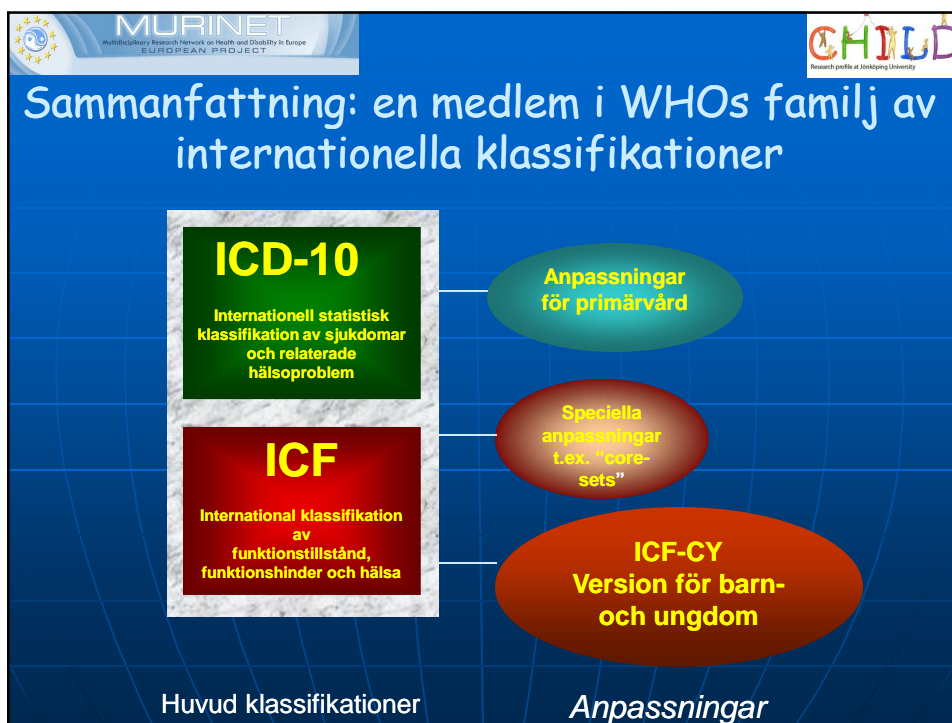 MURINET
Multidisciplinary Research Network on Health and Disability in Europe
EUROPEAN PROJECT
CHILD
Research profile at Jönköping University
Sammanfattning: en medlem i WHOs familj av
internationella klassifikationer
ICD-10
Internationell statistisk
klassifikation av sjukdomar
och relaterade
hälsoproblem
Anpassningar
för primärvård
Speciella
anpassningar
t.ex. "core-
sets”
ICF
International klassifikation
av
funktionstillstånd,
funktionshinder och hälsa
ICF-CY
Version för barn-
och ungdom
Huvud klassifikationer
Anpassningar